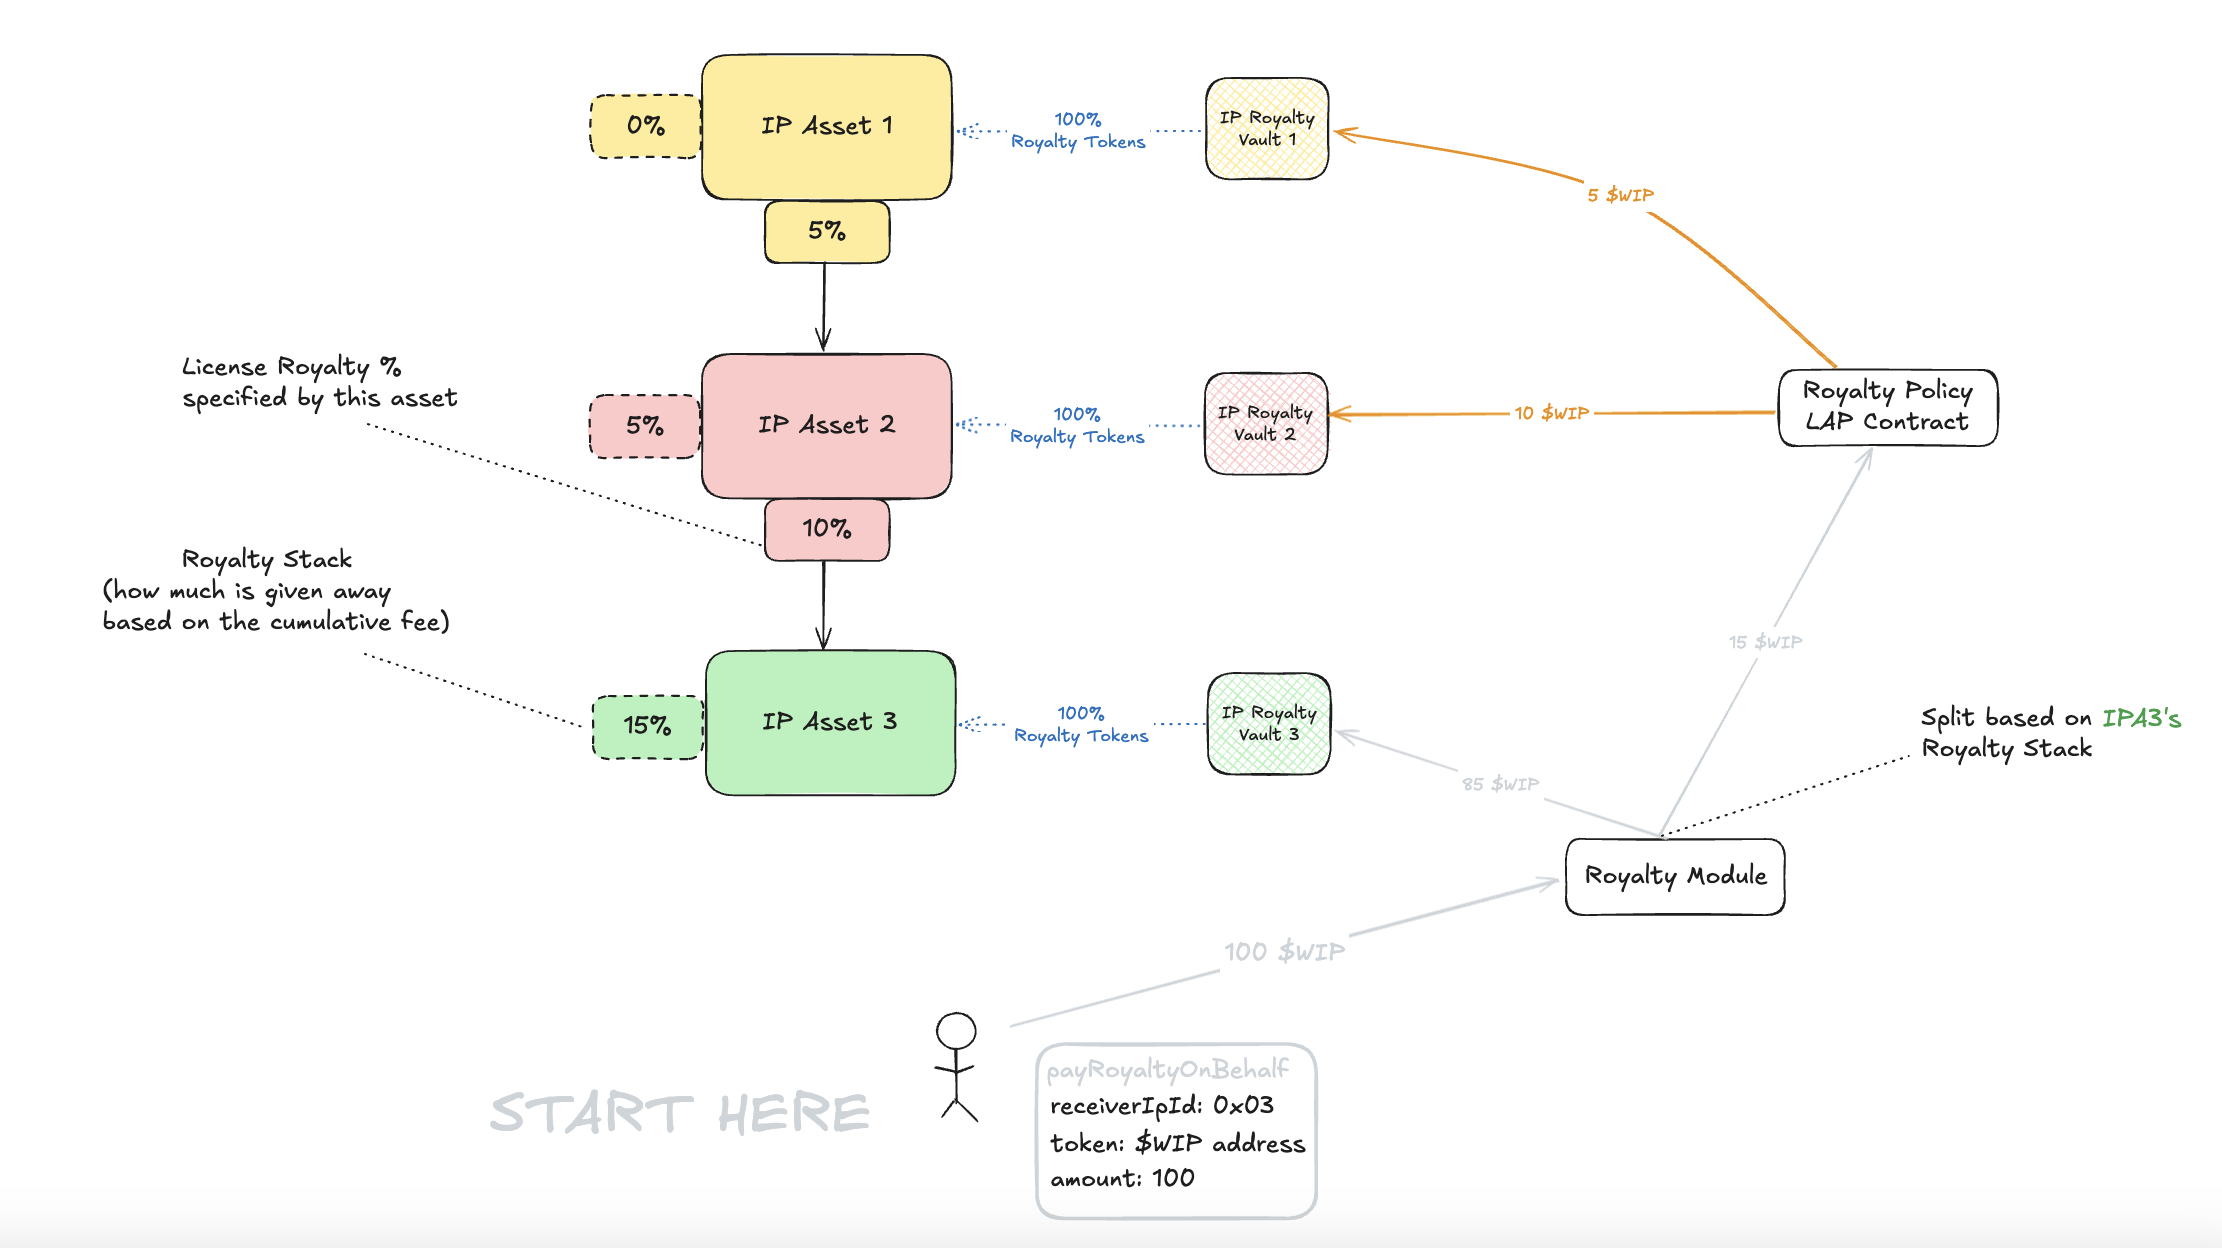 0%
IP Asset 1
100%
Royalty Tokens
IP Royalty
Vault 1
5 $WIP
5%
License Royalty %
specified by this asset
5%
IP Asset 2
100%
Royalty Tokens
IP Royalty
Vault 2
10 $WIP
Royalty Policy
LAP Contract
10%
Royalty Stack
(how much is given away
based on the cumulative fee)
15%
IP Asset 3
100%
Royalty Tokens
IP Royalty
Vault 3
15 $WIP
85 $WIP
Split based on IPA3's
Royalty Stack
Royalty Module
100 $WIP
START HERE
payRoyaltyOnBehalf
receiverIpId: 0x03
token: $WIP address
amount: 100